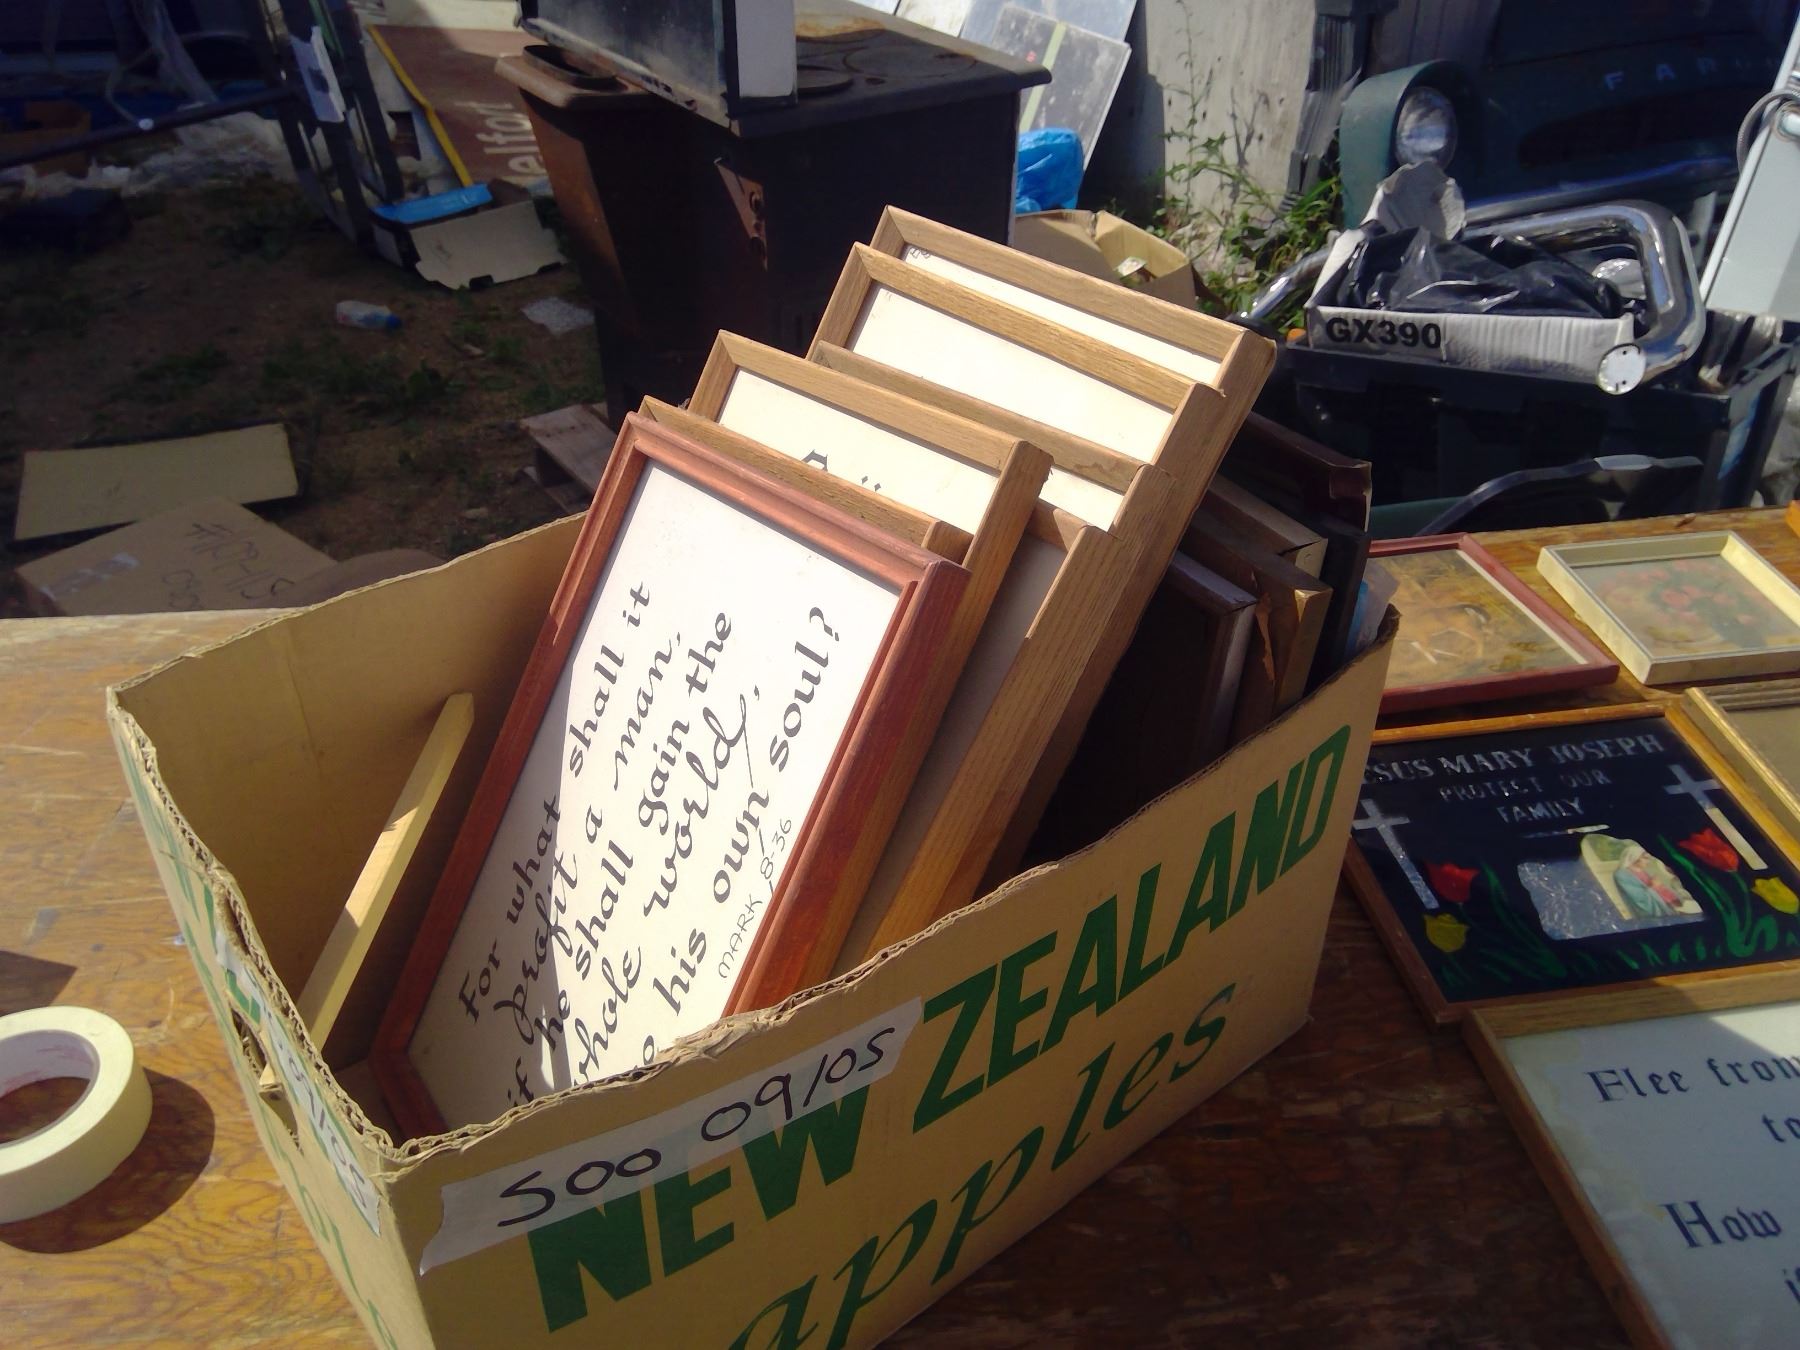 For what shall it
profit a man,
if he shall gain the
whole world,
his own soul?
MARK 8-36
500 09/05
NEW ZEALAND
apples
GX390
MARY JOSEPH
PROTECT OUR
FAMILY
Flee from
How